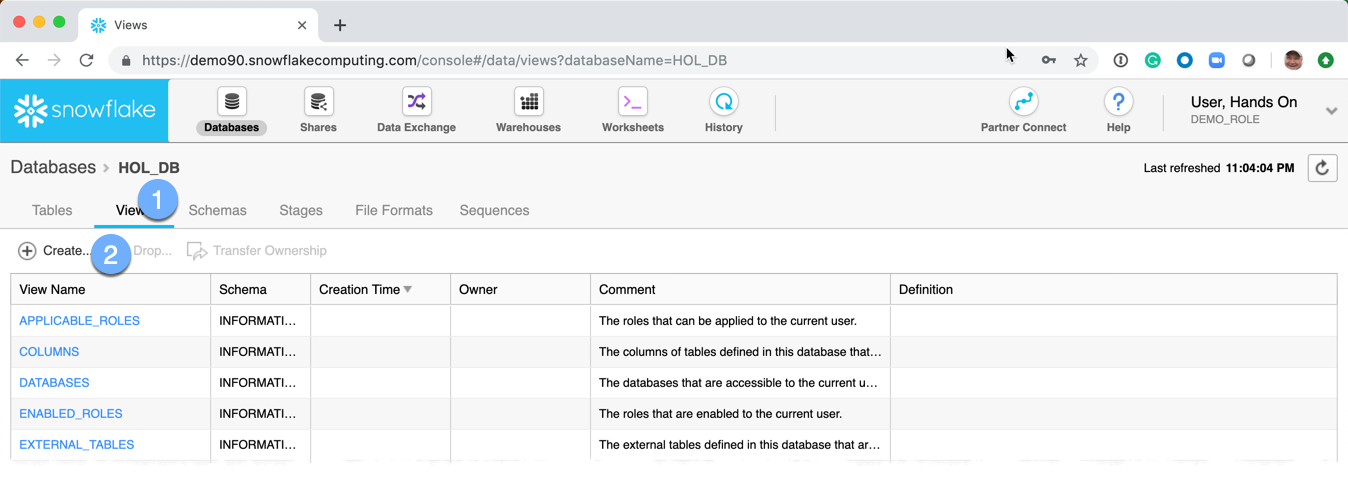 Views
https://demo90.snowflakecomputing.com/console#/data/views?databaseName=HOL_DB
snowflake
Databases Shares Data Exchange Warehouses Worksheets History Partner Connect Help
User, Hands On
DEMO_ROLE
Databases > HOL_DB
Last refreshed 11:04:04 PM
Tables View 1 Schemas Stages File Formats Sequences
Create... 2 Drop... Transfer Ownership
View Name Schema Creation Time Owner Comment Definition
APPLICABLE_ROLES INFORMATI... The roles that can be applied to the current user.
COLUMNS INFORMATI... The columns of tables defined in this database that...
DATABASES INFORMATI... The databases that are accessible to the current u...
ENABLED_ROLES INFORMATI... The roles that are enabled to the current user.
EXTERNAL_TABLES INFORMATI... The external tables defined in this database that ar...